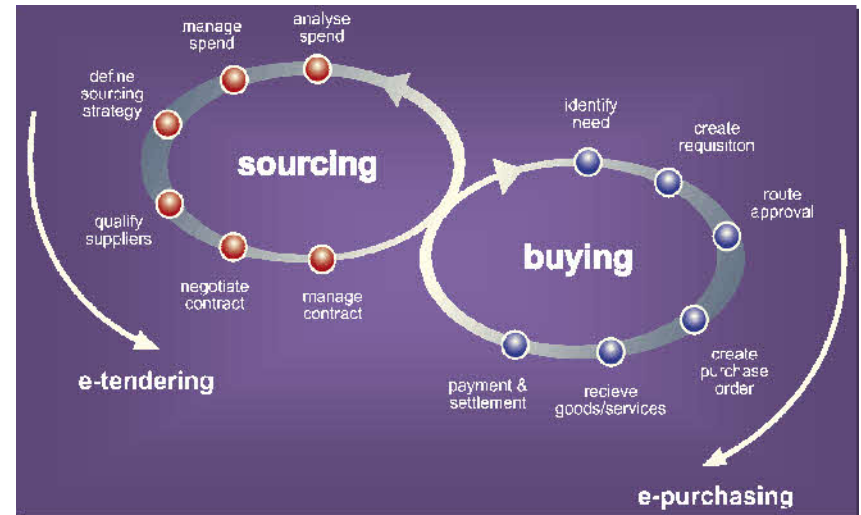 analyse
spend
manage
spend
define
sourcing
strategy
sourcing
qualify
suppliers
negotiate
contract
manage
contract
e-tendering
identify
need
create
requisition
route
approval
buying
create
purchase
order
recieve
goods/services
payment &
settlement
e-purchasing